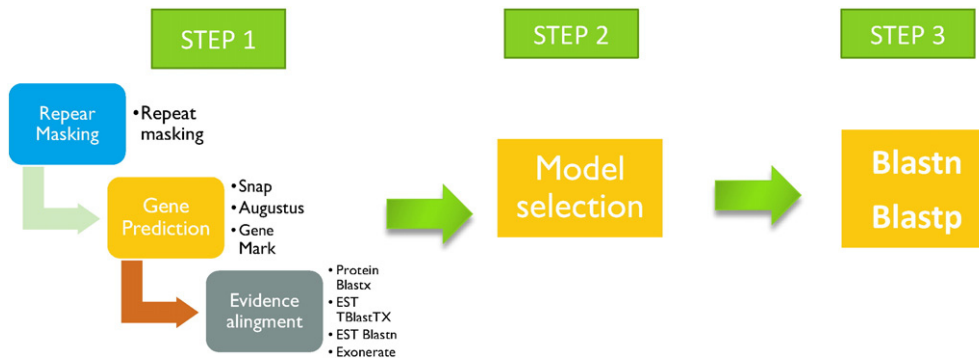 STEP 1
Repear
Masking
•Repeat
masking
Gene
Prediction
•Snap
•Augustus
•Gene
Mark
Evidence
alingment
• Protein
Blastx
• EST
TBlastTX
• EST Blastn
• Exonerate
STEP 2
Model
selection
STEP 3
Blastn
Blastp